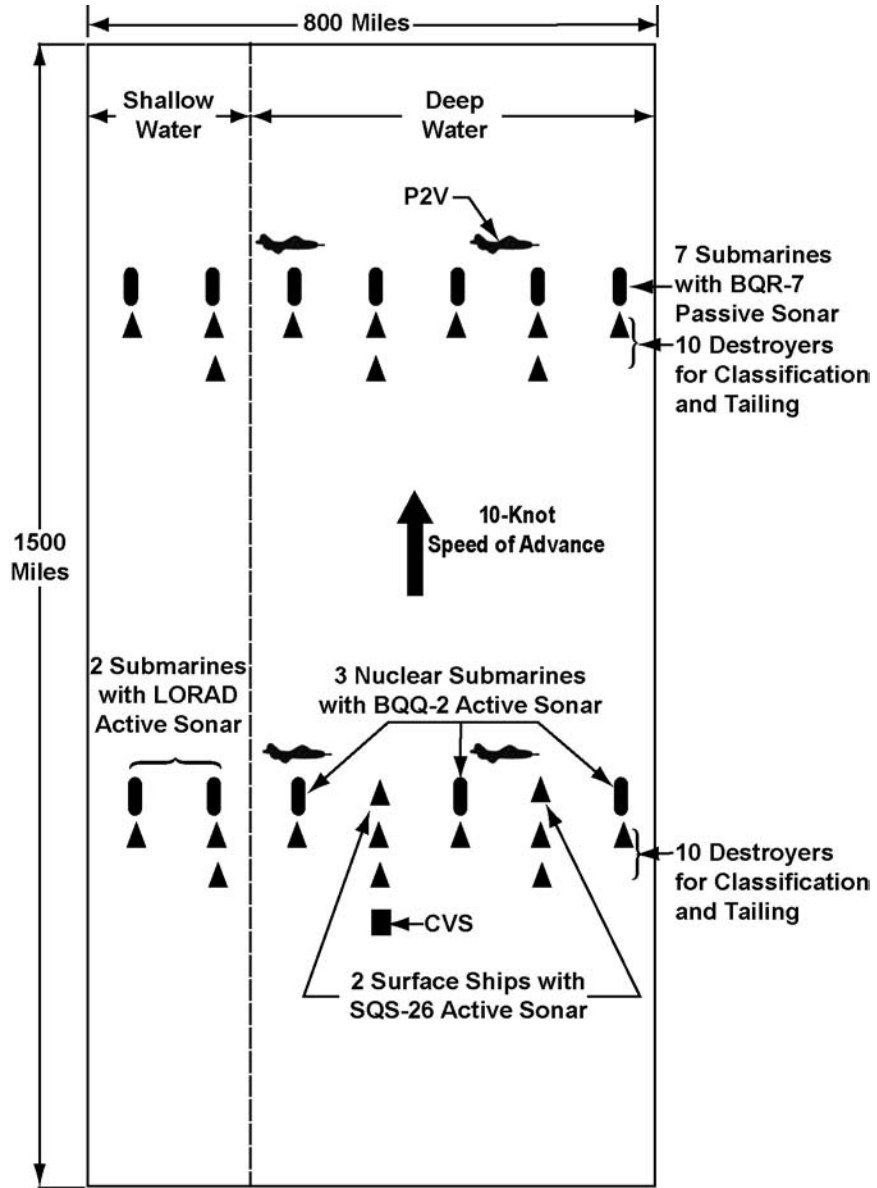 800 Miles
Shallow
Water
Deep
Water
P2V
7 Submarines
with BQR-7
Passive Sonar
10 Destroyers
for Classification
and Tailing
10-Knot
Speed of Advance
1500
Miles
2 Submarines
with LORAD
Active Sonar
3 Nuclear Submarines
with BQQ-2 Active Sonar
10 Destroyers
for Classification
and Tailing
CVS
2 Surface Ships with
SQS-26 Active Sonar